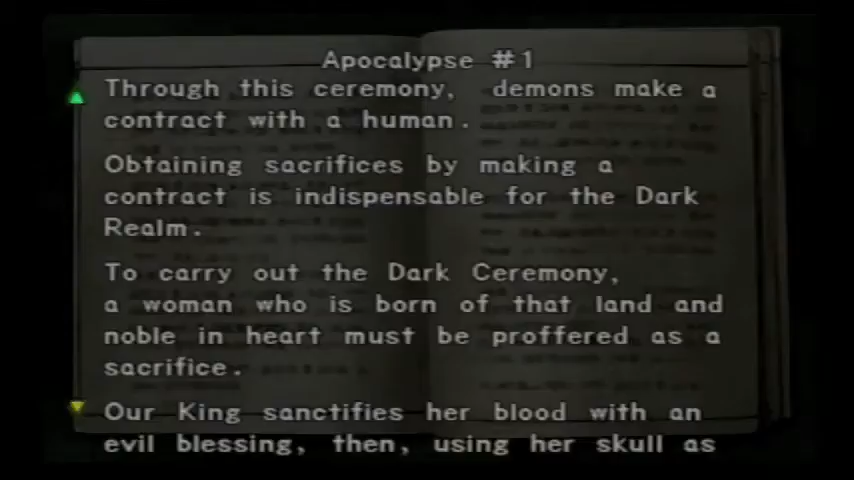 Apocalypse #1
Through this ceremony, demons make a
contract with a human.
Obtaining sacrifices by making a
contract is indispensable for the Dark
Realm.
To carry out the Dark Ceremony,
a woman who is born of that land and
noble in heart must be proffered as a
sacrifice.
Our King sanctifies her blood with an
evil blessing, then, using her skull as